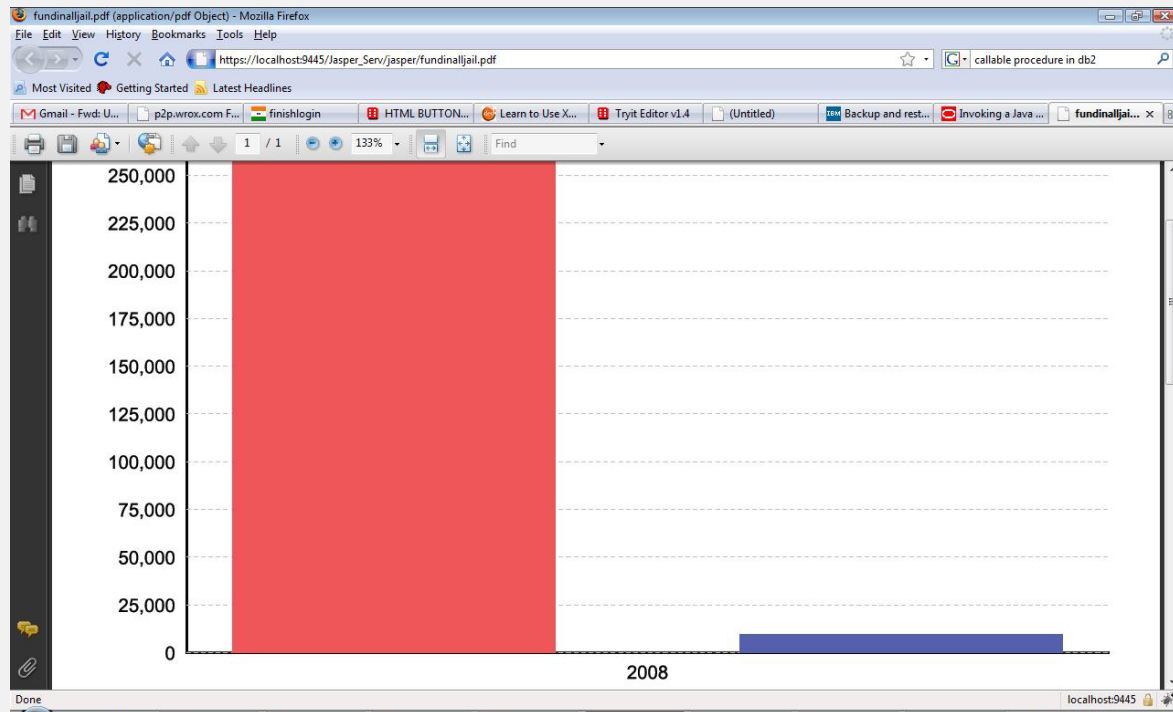 fundinalljail.pdf (application/pdf Object) - Mozilla Firefox
File Edit View History Bookmarks Tools Help
https://localhost:9445/Jasper_Serv/jasper/fundinalljail.pdf
G callable procedure in db2
Most Visited Getting Started Latest Headlines
Gmail - Fwd: U... p2p.wrox.com F... finishlogin HTML BUTTON... Learn to Use X... Tryit Editor v1.4 (Untitled) IBM Backup and rest... Invoking a Java ... fundinalljai...
1 / 1 133% Find
250,000
225,000
200,000
175,000
150,000
125,000
100,000
75,000
50,000
25,000
0
2008
Done localhost:9445